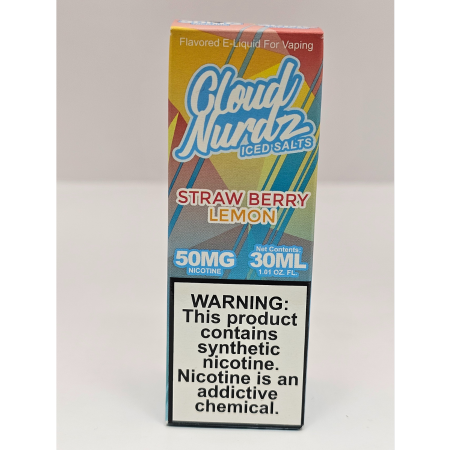 Flavored E-Liquid For Vaping
Cloud
Nurdz
ICED SALTS
STRAW BERRY
LEMON
50MG
NICOTINE
Net Contents:
30ML
1.01 OZ. FL.
WARNING:
This product
contains
synthetic
nicotine.
Nicotine is an
addictive
chemical.